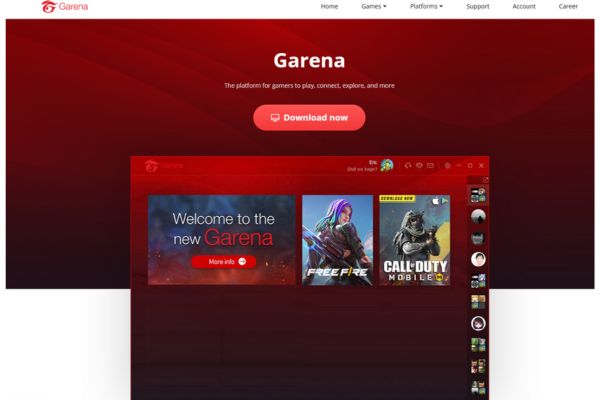 Garena
Home Games Platforms Support Account Career
Garena
The platform for gamers to play, connect, explore, and more
Download now
Garena
Eric
Shall we begin?
Welcome to the
new Garena
More info
FREE FIRE
DOWNLOAD NOW
CALL OF DUTY
MOBILE